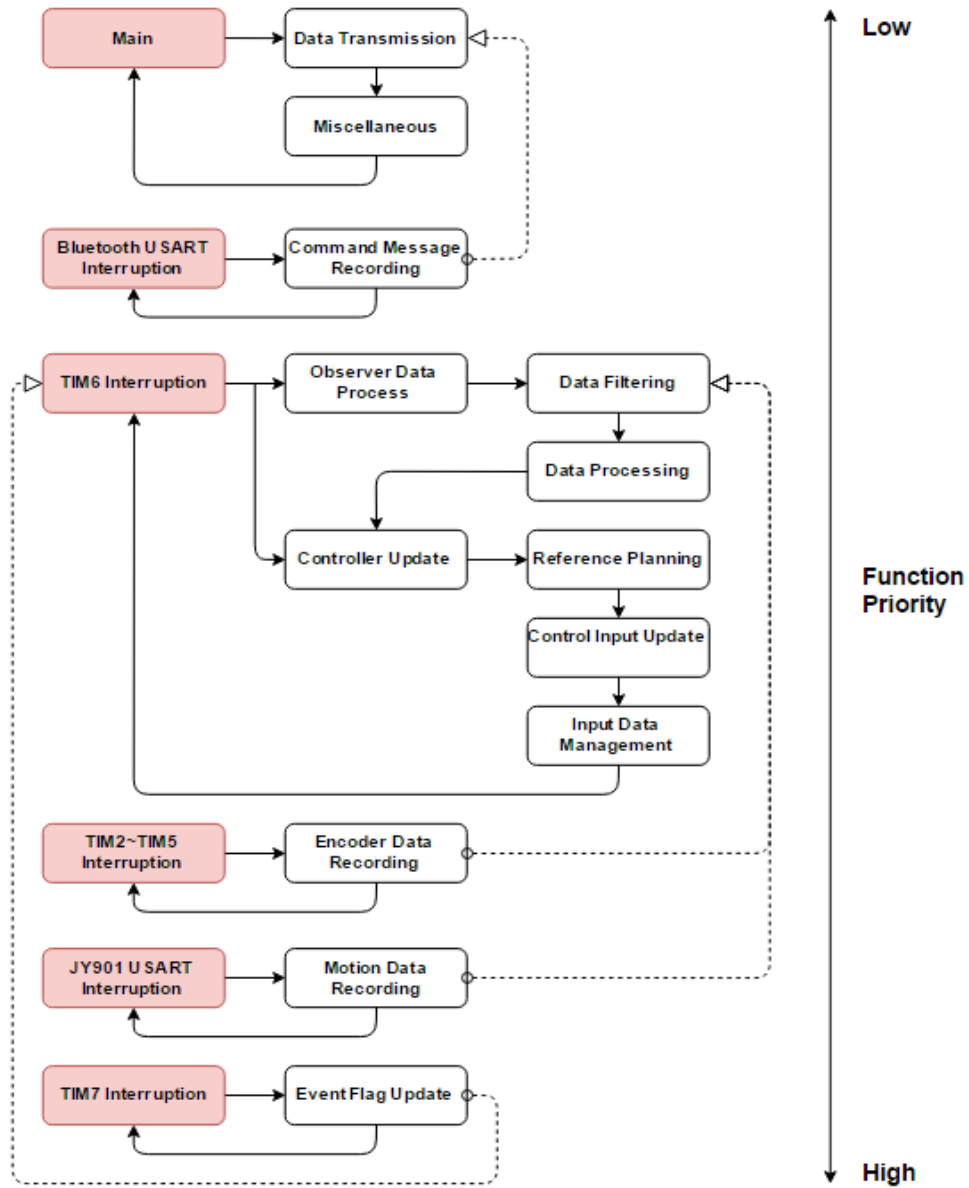 Main
Data Transmission
Low
Miscellaneous
Bluetooth USART
Interruption
Command Message
Recording
TIM6 Interruption
Observer Data
Process
Data Filtering
Data Processing
Controller Update
Reference Planning
Function
Priority
Control Input Update
Input Data
Management
TIM2~TIM5
Interruption
Encoder Data
Recording
JY901 USART
Interruption
Motion Data
Recording
TIM7 Interruption
Event Flag Update
High